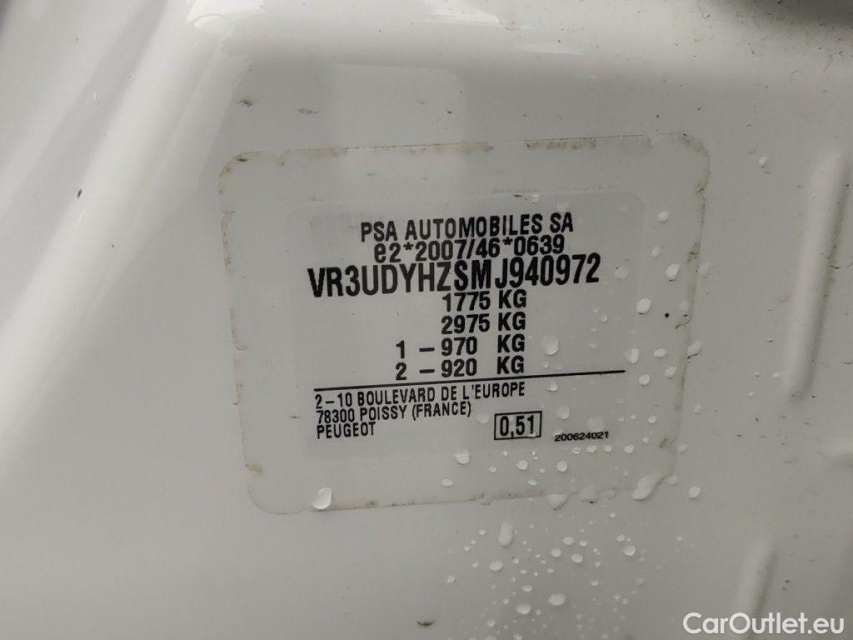 PSA AUTOMOBILES SA
e2*2007/46*0639
VR3UDYHZSMJ940972
1775 KG
2975 KG
1 – 970 KG
2 – 920 KG
2–10 BOULEVARD DE L'EUROPE
78300 POISSY (FRANCE)
PEUGEOT
0,51
200624021
CarOutlet.eu